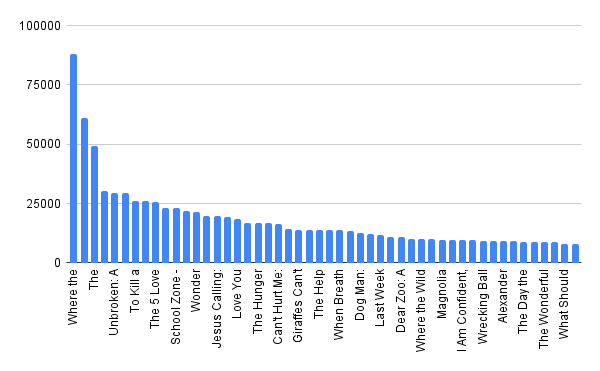 100000
75000
50000
25000
0
Where the
The
Unbroken: A
To Kill a
The 5 Love
School Zone -
Wonder
Jesus Calling:
Love You
The Hunger
Can't Hurt Me:
Giraffes Can't
The Help
When Breath
Dog Man:
Last Week
Dear Zoo: A
Where the Wild
Magnolia
I Am Confident,
Wrecking Ball
Alexander
The Day the
The Wonderful
What Should